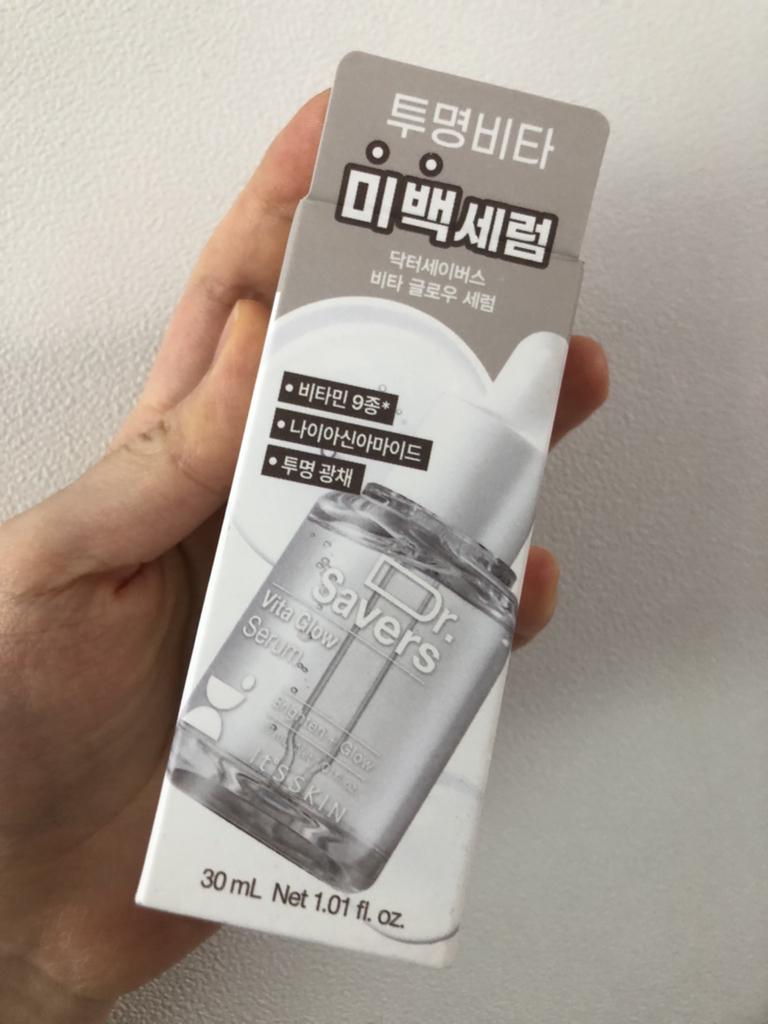 투명비타
미백세럼
닥터세이버스
비타 글로우 세럼
• 비타민 9종*
• 나이아신아마이드
• 투명 광채
Dr.
Savers
Vita Glow
Serum
Brighten + Glow
It'S SKIN
30 mL Net 1.01 fl. oz.